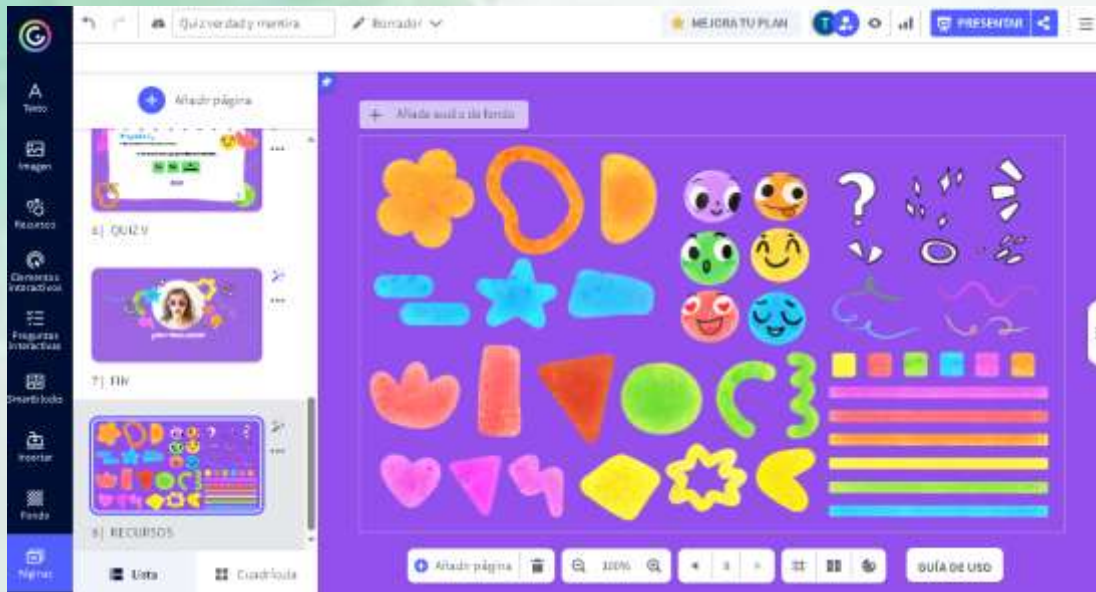 Quiz verdad y mentira
Borrador
MEJORA TU PLAN
PRESENTAR
Texto
Imagen
Recursos
Elementos interactivos
Preguntas interactivas
Smartblocks
Insertar
Fondo
Páginas
Añadir página
6| QUIZ V
7| FIN
8| RECURSOS
Lista
Cuadrícula
Añade audio de fondo
?
Añadir página
100%
8
GUÍA DE USO